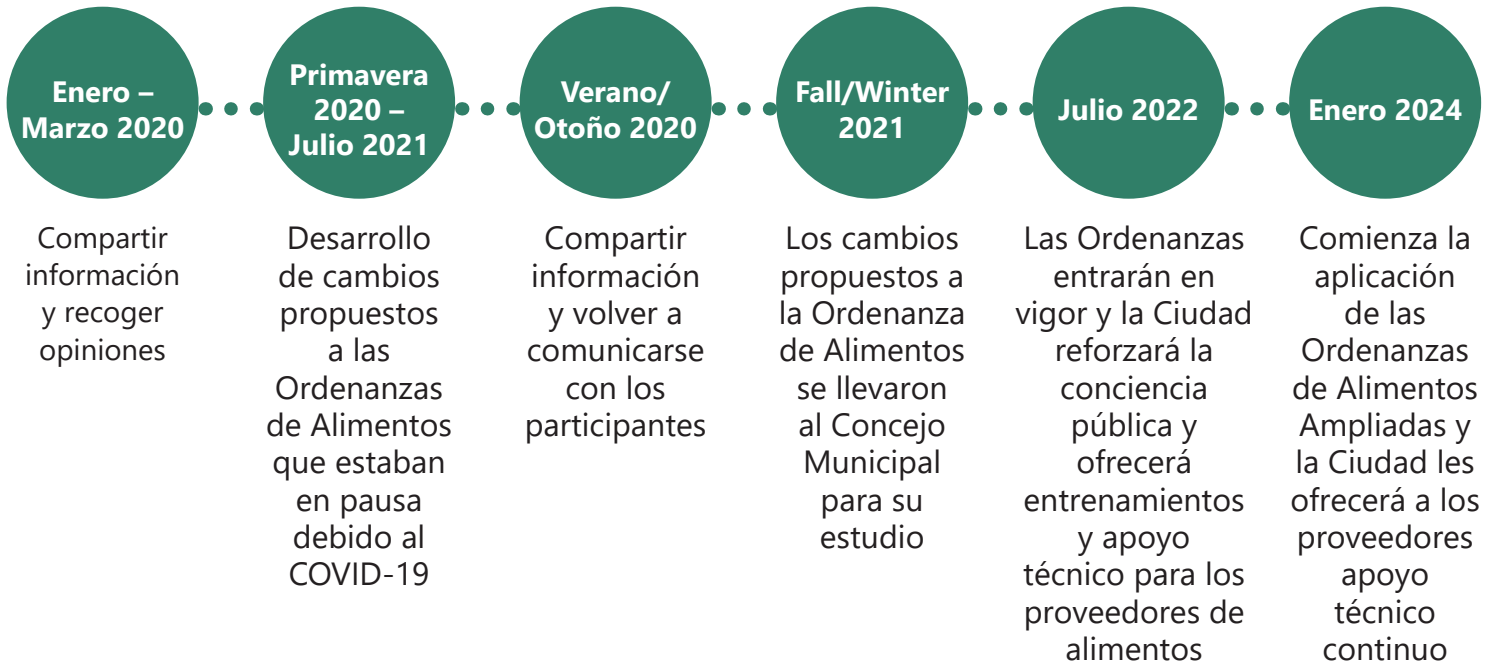 Enero –
Marzo 2020
Primavera
2020 –
Julio 2021
Verano/
Otoño 2020
Fall/Winter
2021
Julio 2022
Enero 2024
Compartir
información
y recoger
opiniones
Desarrollo
de cambios
propuestos
a las
Ordenanzas
de Alimentos
que estaban
en pausa
debido al
COVID-19
Compartir
información
y volver a
comunicarse
con los
participantes
Los cambios
propuestos a
la Ordenanza
de Alimentos
se llevaron
al Concejo
Municipal
para su
estudio
Las Ordenanzas
entrarán en
vigor y la Ciudad
reforzará la
conciencia
pública y
ofrecerá
entrenamientos
y apoyo
técnico para los
proveedores de
alimentos
Comienza la
aplicación
de las
Ordenanzas
de Alimentos
Ampliadas y
la Ciudad les
ofrecerá a los
proveedores
apoyo
técnico
continuo